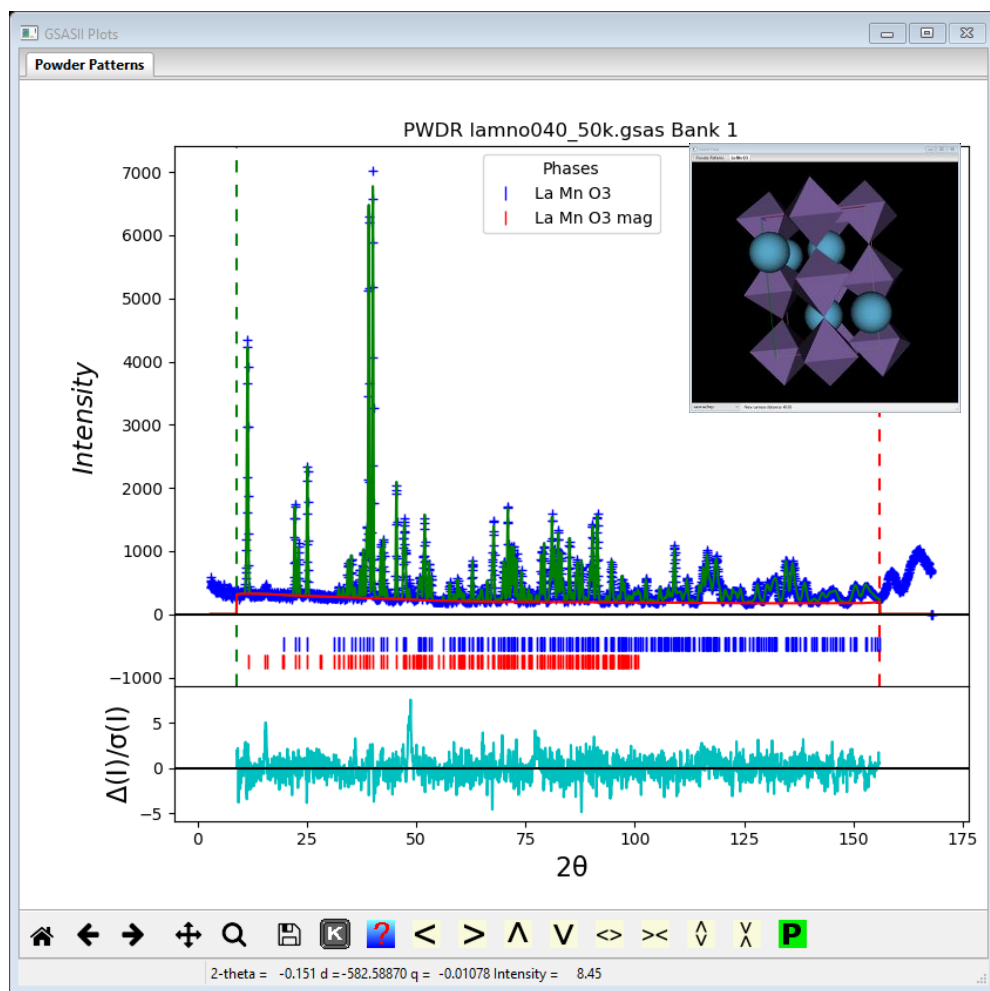 GSASII Plots
Powder Patterns
PWDR lamno040_50k.gsas Bank 1
Phases
La Mn O3
La Mn O3 mag
Intensity
7000
6000
5000
4000
3000
2000
1000
0
−1000
Δ(I)/σ(I)
5
0
−5
0 25 50 75 100 125 150 175
2θ
K ? < > Λ V <> >< P
2-theta = -0.151 d =-582.58870 q = -0.01078 Intensity = 8.45